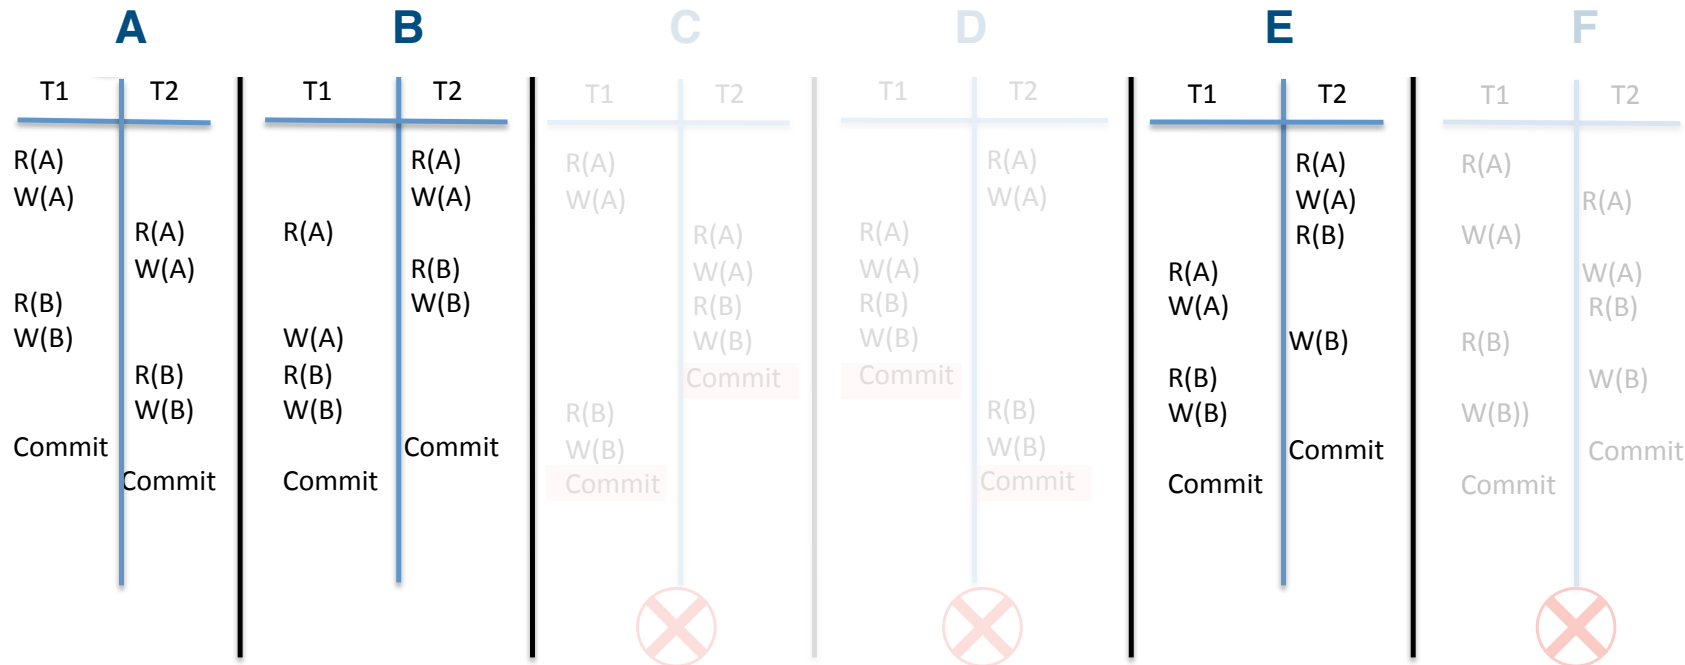 A B C D E F
T1 T2 T1 T2 T1 T2 T1 T2 T1 T2 T1 T2
R(A) R(A) R(A) R(A) R(A) R(A)
W(A) W(A) W(A) W(A) W(A) R(A)
R(A) R(A) R(A) R(A) R(B) W(A)
W(A) R(B) W(A) W(A) R(A) W(A)
R(B) W(B) R(B) R(B) W(A) R(B)
W(B) W(A) W(B) W(B) W(B) R(B)
R(B) R(B) Commit Commit R(B) W(B)
W(B) W(B) R(B) R(B) W(B) W(B))
Commit Commit W(B) W(B) Commit Commit
Commit Commit Commit Commit Commit Commit